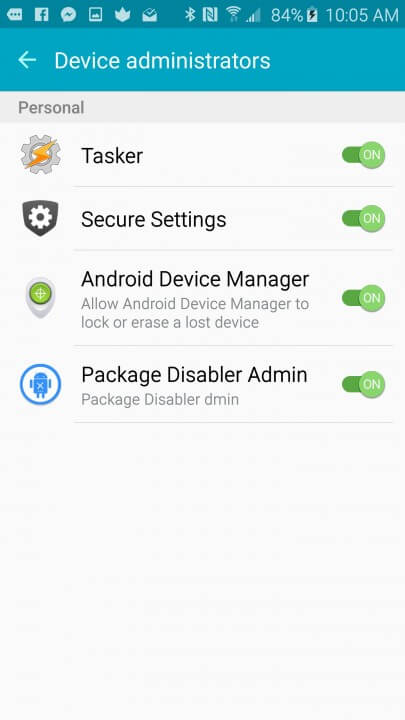 84% 10:05 AM
Device administrators
Personal
Tasker ON
Secure Settings ON
Android Device Manager
Allow Android Device Manager to
lock or erase a lost device
ON
Package Disabler Admin
Package Disabler dmin
ON